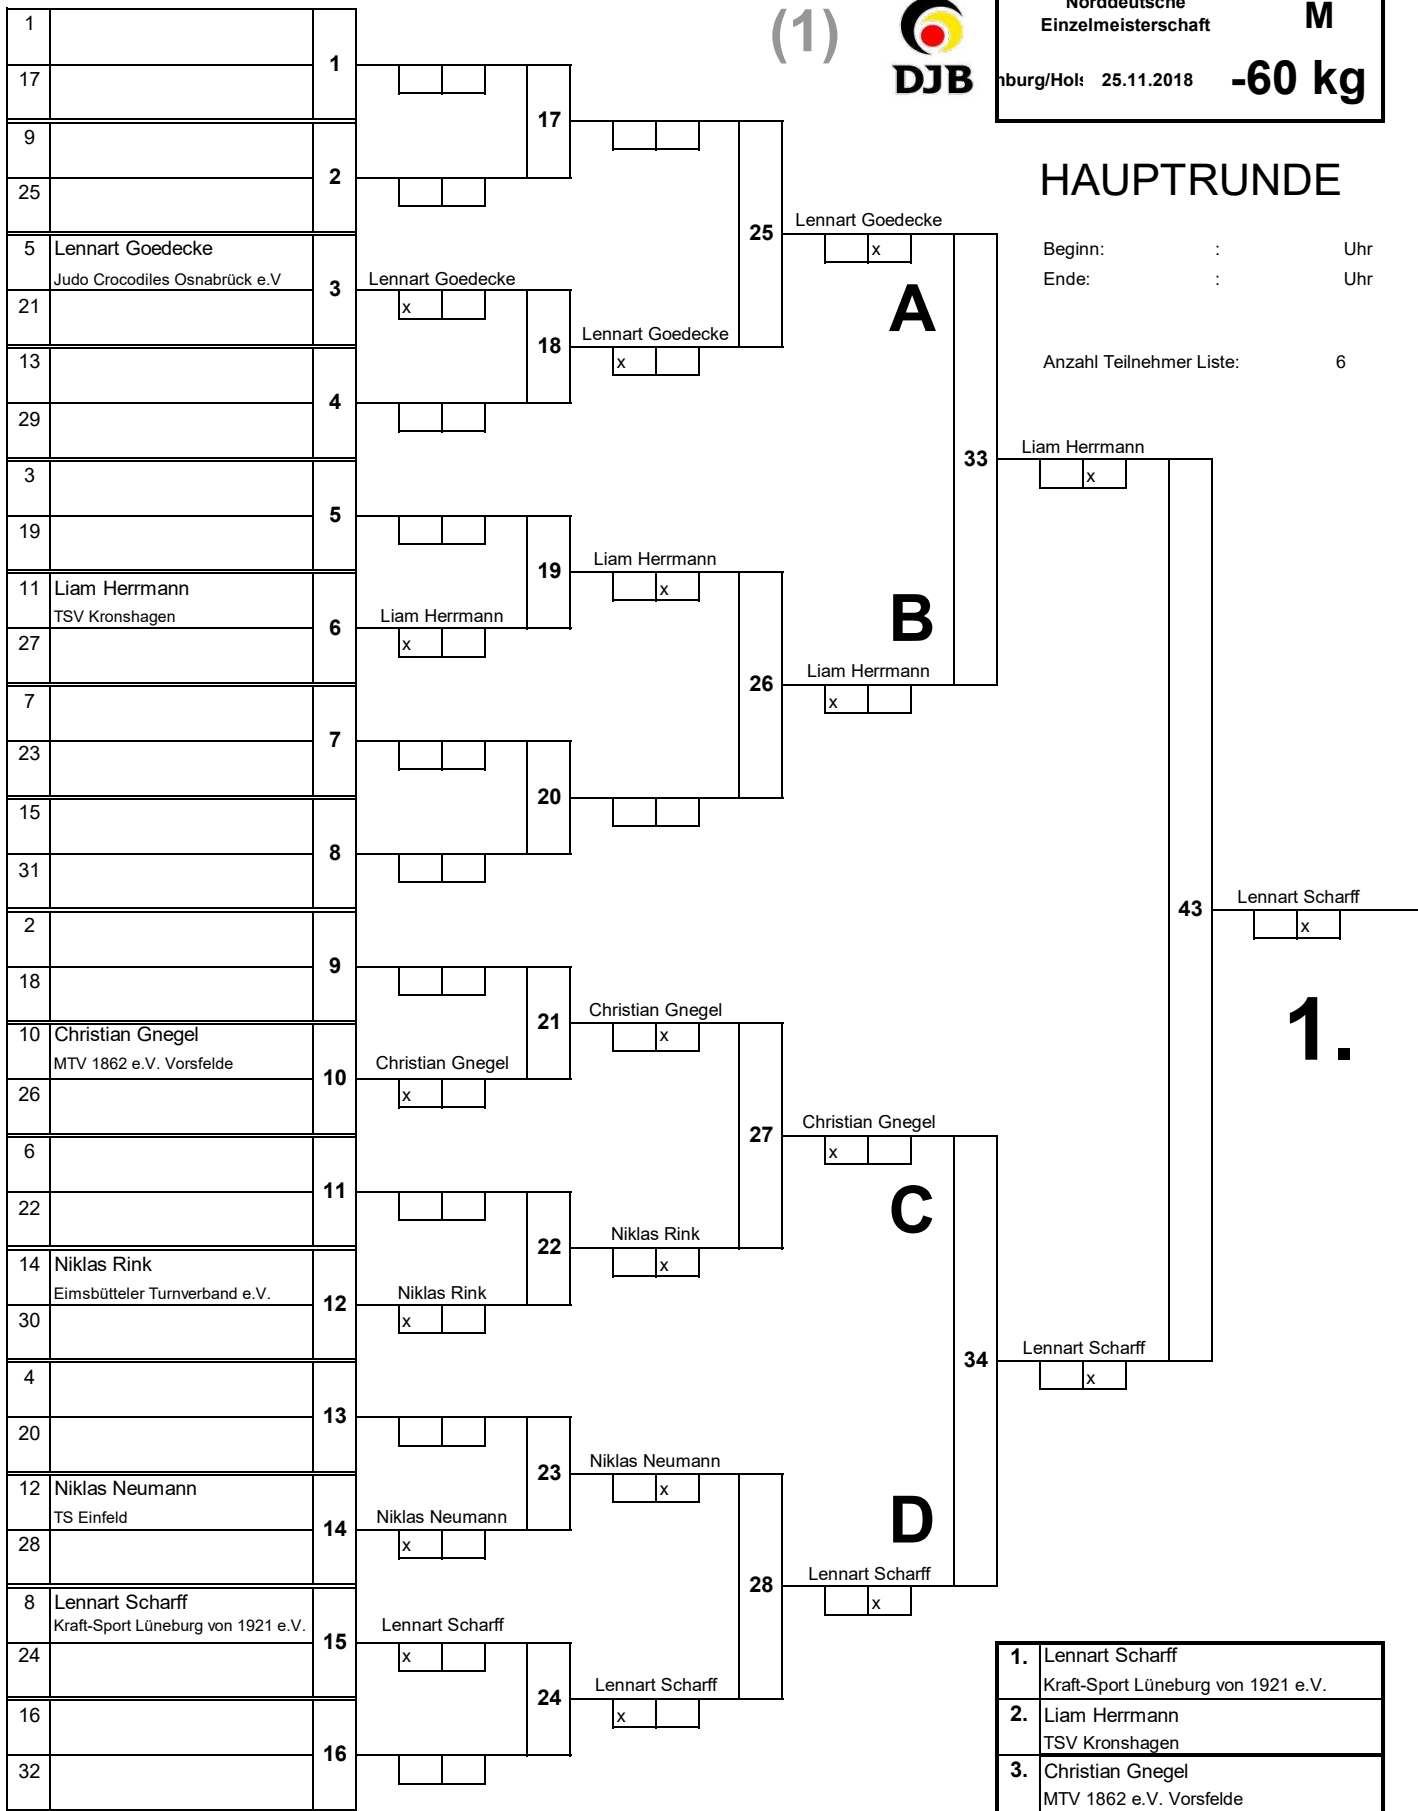 (1)
DJB
Norddeutsche
Einzelmeisterschaft
M
25.11.2018
-60 kg
HAUPTRUNDE
Beginn: : Uhr
Ende: : Uhr
Anzahl Teilnehmer Liste: 6
1
17
9
25
5 Lennart Goedecke
Judo Crocodiles Osnabrück e.V
21
13
29
3
19
11 Liam Herrmann
TSV Kronshagen
27
7
23
15
31
2
18
10 Christian Gnegel
MTV 1862 e.V. Vorsfelde
26
6
22
14 Niklas Rink
Eimsbütteler Turnverband e.V.
30
4
20
12 Niklas Neumann
TS Einfeld
28
8 Lennart Scharff
Kraft-Sport Lüneburg von 1921 e.V.
24
16
32
1
2
3
4
5
6
7
8
9
10
11
12
13
14
15
16
Lennart Goedecke
x
Liam Herrmann
x
Christian Gnegel
x
Niklas Rink
x
Niklas Neumann
x
Lennart Scharff
x
17
18
19
20
21
22
23
24
Lennart Goedecke
x
Liam Herrmann
x
Christian Gnegel
x
Niklas Rink
x
Niklas Neumann
x
Lennart Scharff
x
25
26
27
28
Lennart Goedecke
x
A
B
Liam Herrmann
x
Christian Gnegel
x
C
D
Lennart Scharff
x
33
34
Liam Herrmann
x
Lennart Scharff
x
43
Lennart Scharff
x
1.
1. Lennart Scharff
Kraft-Sport Lüneburg von 1921 e.V.
2. Liam Herrmann
TSV Kronshagen
3. Christian Gnegel
MTV 1862 e.V. Vorsfelde